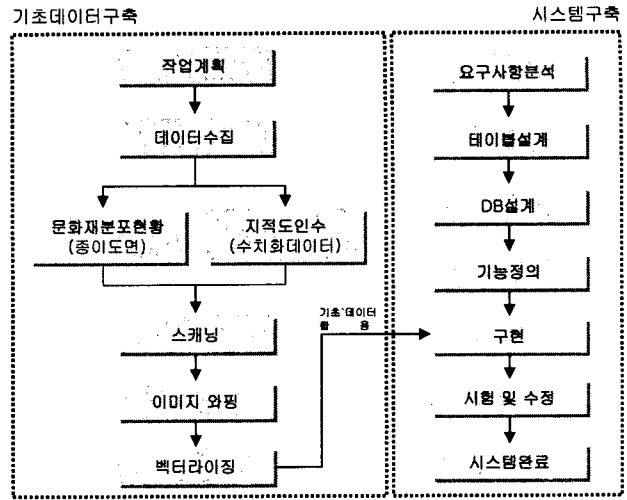 기초데이터구축
작업계획
데이터수집
문화재분포현황
(종이도면)
지적도인수
(수치화데이터)
스캐닝
이미지 와핑
벡터라이징
기초데이터
활 용
시스템구축
요구사항분석
테이블설계
DB설계
기능정의
구현
시험 및 수정
시스템완료